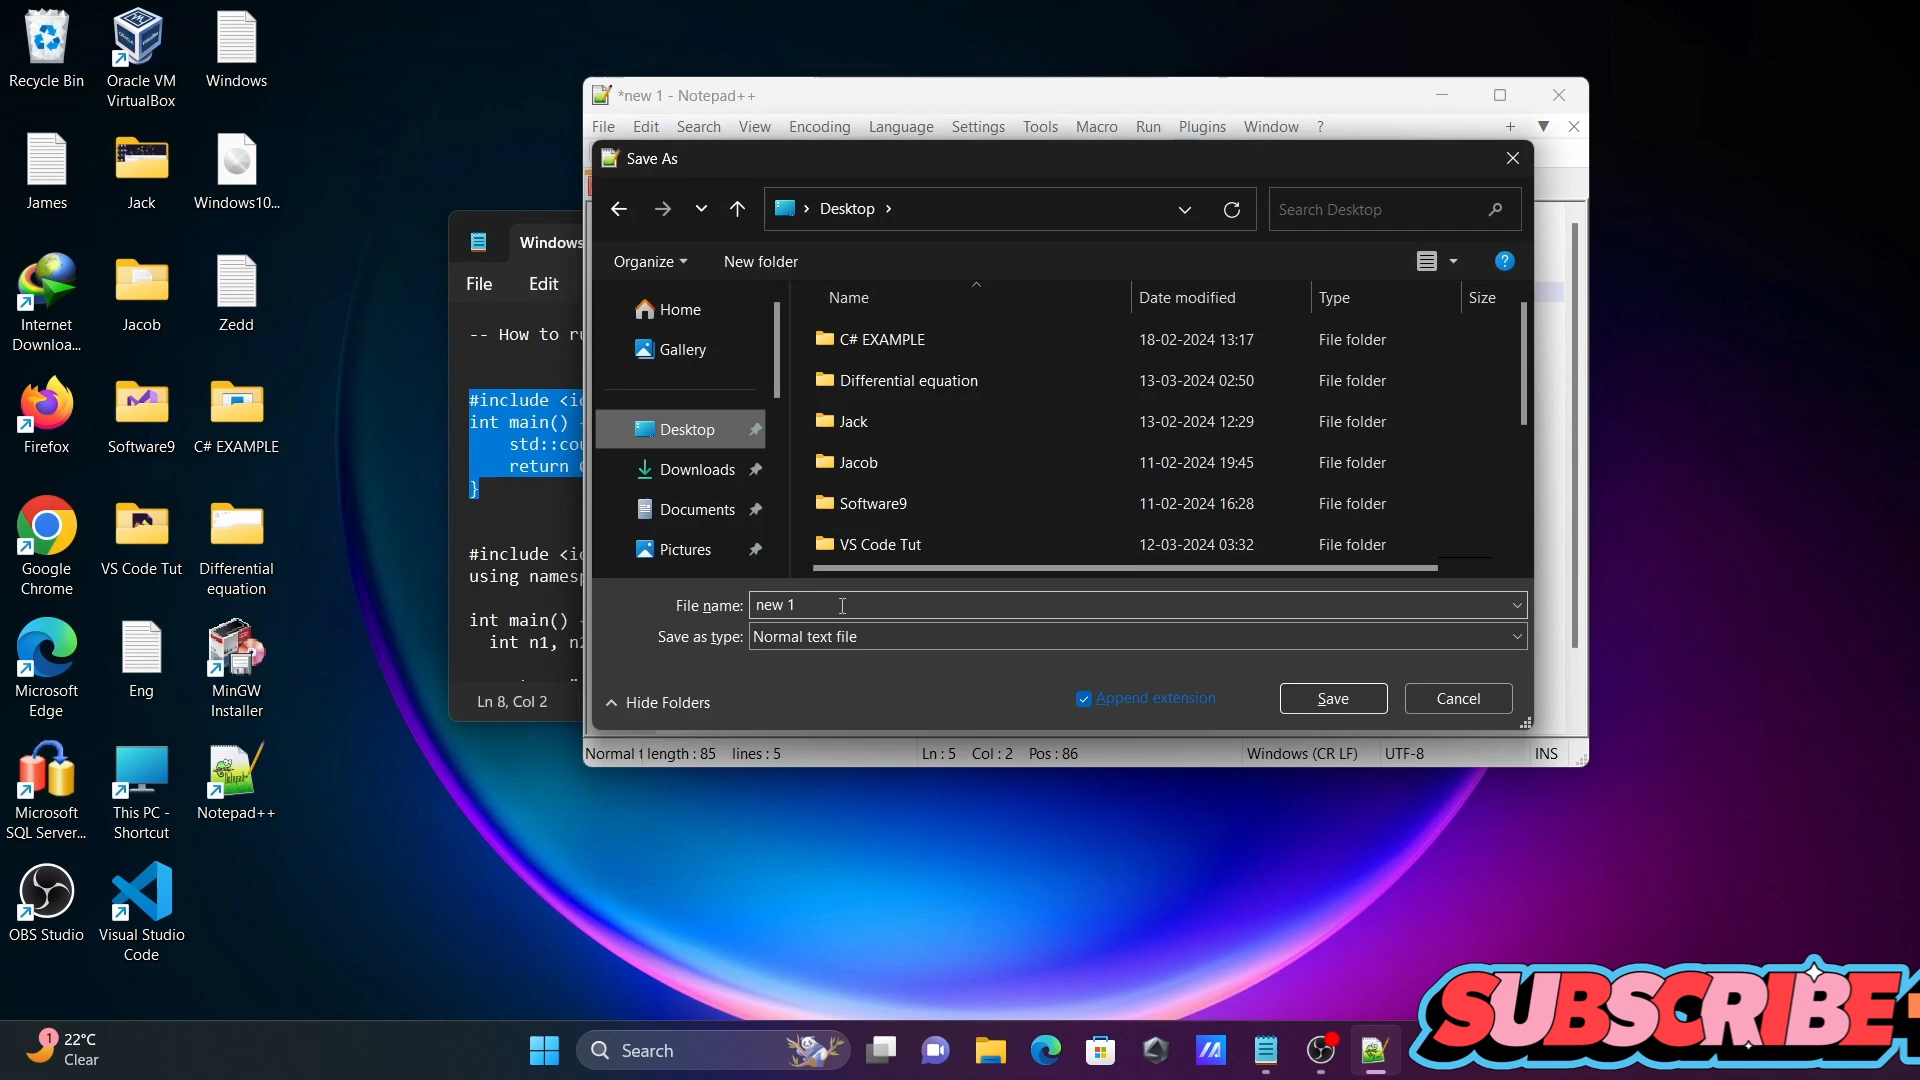 Recycle Bin
Oracle VM
VirtualBox
Windows
James
Jack
Windows10...
Internet
Downloa...
Jacob
Zedd
Firefox
Software9
C# EXAMPLE
Google
Chrome
VS Code Tut
Differential
equation
Microsoft
Edge
Eng
MinGW
Installer
Microsoft
SQL Server...
This PC -
Shortcut
Notepad++
OBS Studio
Visual Studio
Code
Windows
File Edit
-- How to ru
#include <io
int main() {
std::cou
return 0
}
#include <io
using namesp
int main() {
int n1, n2
Ln 8, Col 2
*new 1 - Notepad++
File Edit Search View Encoding Language Settings Tools Macro Run Plugins Window ?
Save As
Desktop
Search Desktop
Organize
New folder
Home
Gallery
Desktop
Downloads
Documents
Pictures
Name Date modified Type Size
C# EXAMPLE 18-02-2024 13:17 File folder
Differential equation 13-03-2024 02:50 File folder
Jack 13-02-2024 12:29 File folder
Jacob 11-02-2024 19:45 File folder
Software9 11-02-2024 16:28 File folder
VS Code Tut 12-03-2024 03:32 File folder
File name: new 1
Save as type: Normal text file
Hide Folders
Append extension
Save
Cancel
Normal t length : 85 lines : 5 Ln : 5 Col : 2 Pos : 86 Windows (CR LF) UTF-8 INS
SUBSCRIBE
1
22°C
Clear
Search